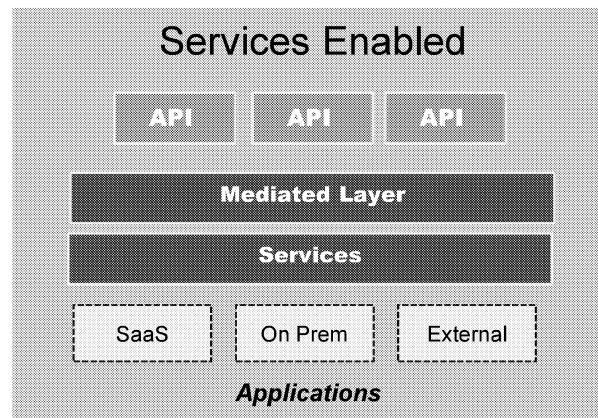 Services Enabled
API API API
Mediated Layer
Services
SaaS On Prem External
Applications